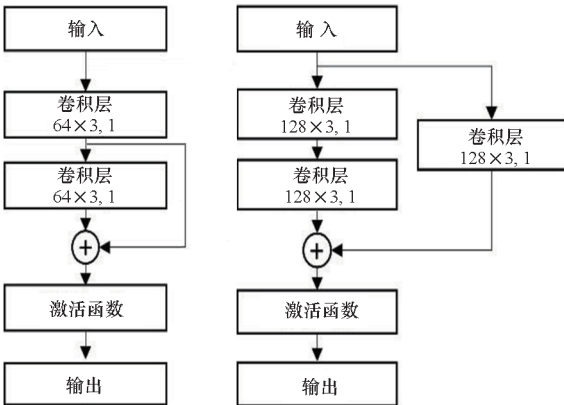 输入
卷积层
64×3, 1
卷积层
64×3, 1
+
激活函数
输出
输 入
卷积层
128×3, 1
卷积层
128×3, 1
卷积层
128×3, 1
+
激活函数
输出